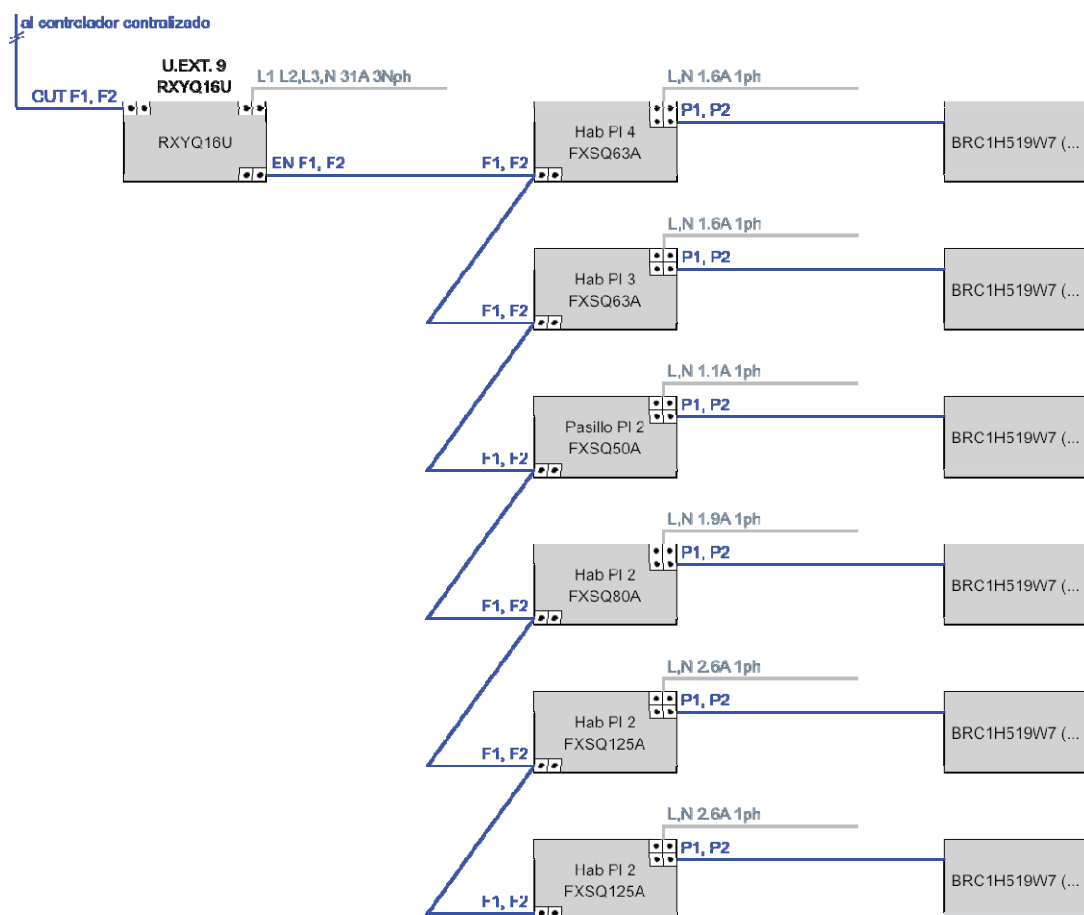 al controlador contralizado
U.EXT. 9
RXYQ16U
L1 L2,L3,N 31A 3Nph
OUT F1, F2
RXYQ16U
EN F1, F2
L,N 1.6A 1ph
F1, F2
Hab Pl 4
FXSQ63A
P1, P2
BRC1H519W7 (...
L,N 1.6A 1ph
F1, F2
Hab Pl 3
FXSQ63A
P1, P2
BRC1H519W7 (...
L,N 1.1A 1ph
F1, F2
Pasillo Pl 2
FXSQ50A
P1, P2
BRC1H519W7 (...
L,N 1.9A 1ph
F1, F2
Hab Pl 2
FXSQ80A
P1, P2
BRC1H519W7 (...
L,N 2.6A 1ph
F1, F2
Hab Pl 2
FXSQ125A
P1, P2
BRC1H519W7 (...
L,N 2.6A 1ph
F1, F2
Hab Pl 2
FXSQ125A
P1, P2
BRC1H519W7 (...